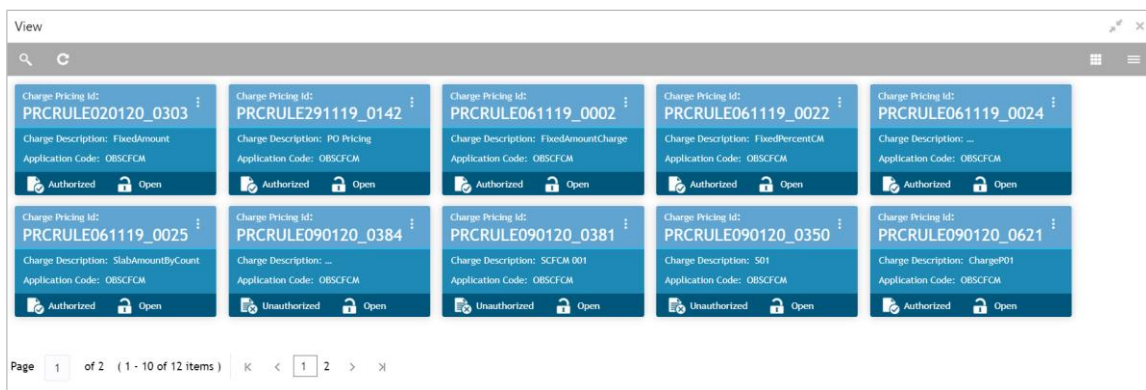 View
Charge Pricing Id:
PRCRULE020120_0303
Charge Description: FixedAmount
Application Code: OBSCFCM
Authorized Open
Charge Pricing Id:
PRCRULE291119_0142
Charge Description: PO Pricing
Application Code: OBSCFCM
Authorized Open
Charge Pricing Id:
PRCRULE061119_0002
Charge Description: FixedAmountCharge
Application Code: OBSCFCM
Authorized Open
Charge Pricing Id:
PRCRULE061119_0022
Charge Description: FixedPercentCM
Application Code: OBSCFCM
Authorized Open
Charge Pricing Id:
PRCRULE061119_0024
Charge Description: ...
Application Code: OBSCFCM
Authorized Open
Charge Pricing Id:
PRCRULE061119_0025
Charge Description: SlabAmountByCount
Application Code: OBSCFCM
Authorized Open
Charge Pricing Id:
PRCRULE090120_0384
Charge Description: ...
Application Code: OBSCFCM
Unauthorized Open
Charge Pricing Id:
PRCRULE090120_0381
Charge Description: SCFCM 001
Application Code: OBSCFCM
Unauthorized Open
Charge Pricing Id:
PRCRULE090120_0350
Charge Description: S01
Application Code: OBSCFCM
Unauthorized Open
Charge Pricing Id:
PRCRULE090120_0621
Charge Description: ChargeP01
Application Code: OBSCFCM
Authorized Open
Page 1 of 2 ( 1 - 10 of 12 items ) 1 2